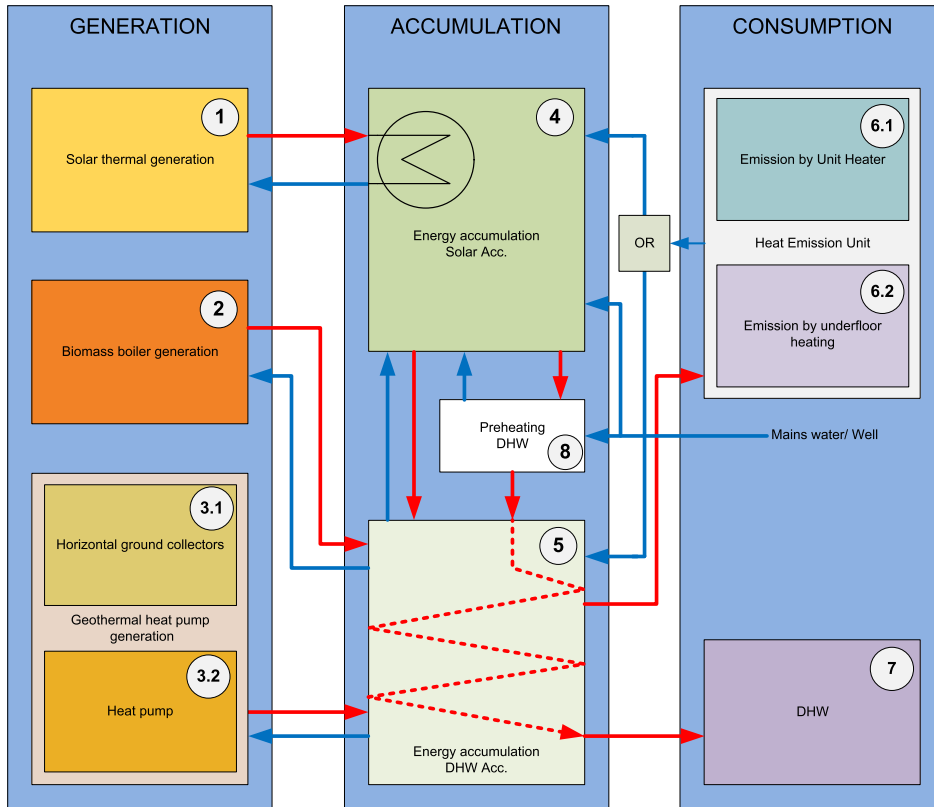 GENERATION
1
Solar thermal generation
2
Biomass boiler generation
3.1
Horizontal ground collectors
Geothermal heat pump
generation
3.2
Heat pump
ACCUMULATION
4
Energy accumulation
Solar Acc.
OR
Preheating
DHW
8
5
Energy accumulation
DHW Acc.
CONSUMPTION
6.1
Emission by Unit Heater
Heat Emission Unit
6.2
Emission by underfloor
heating
Mains water/ Well
7
DHW